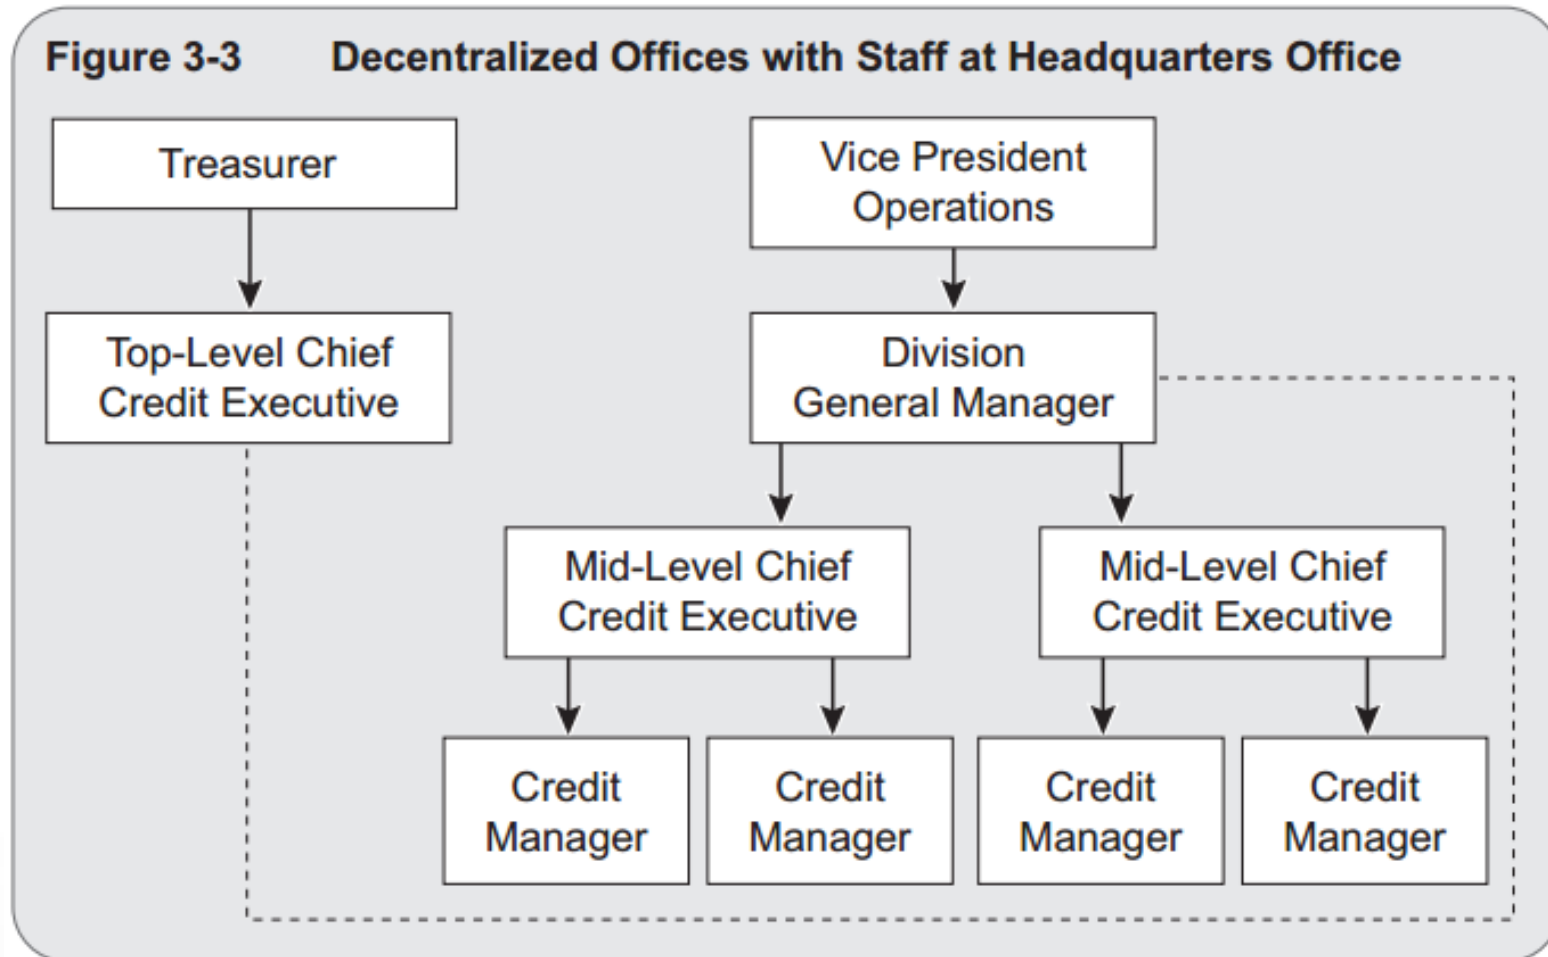 Figure 3-3 Decentralized Offices with Staff at Headquarters Office
Treasurer
Vice President
Operations
Top-Level Chief
Credit Executive
Division
General Manager
Mid-Level Chief
Credit Executive
Mid-Level Chief
Credit Executive
Credit
Manager
Credit
Manager
Credit
Manager
Credit
Manager